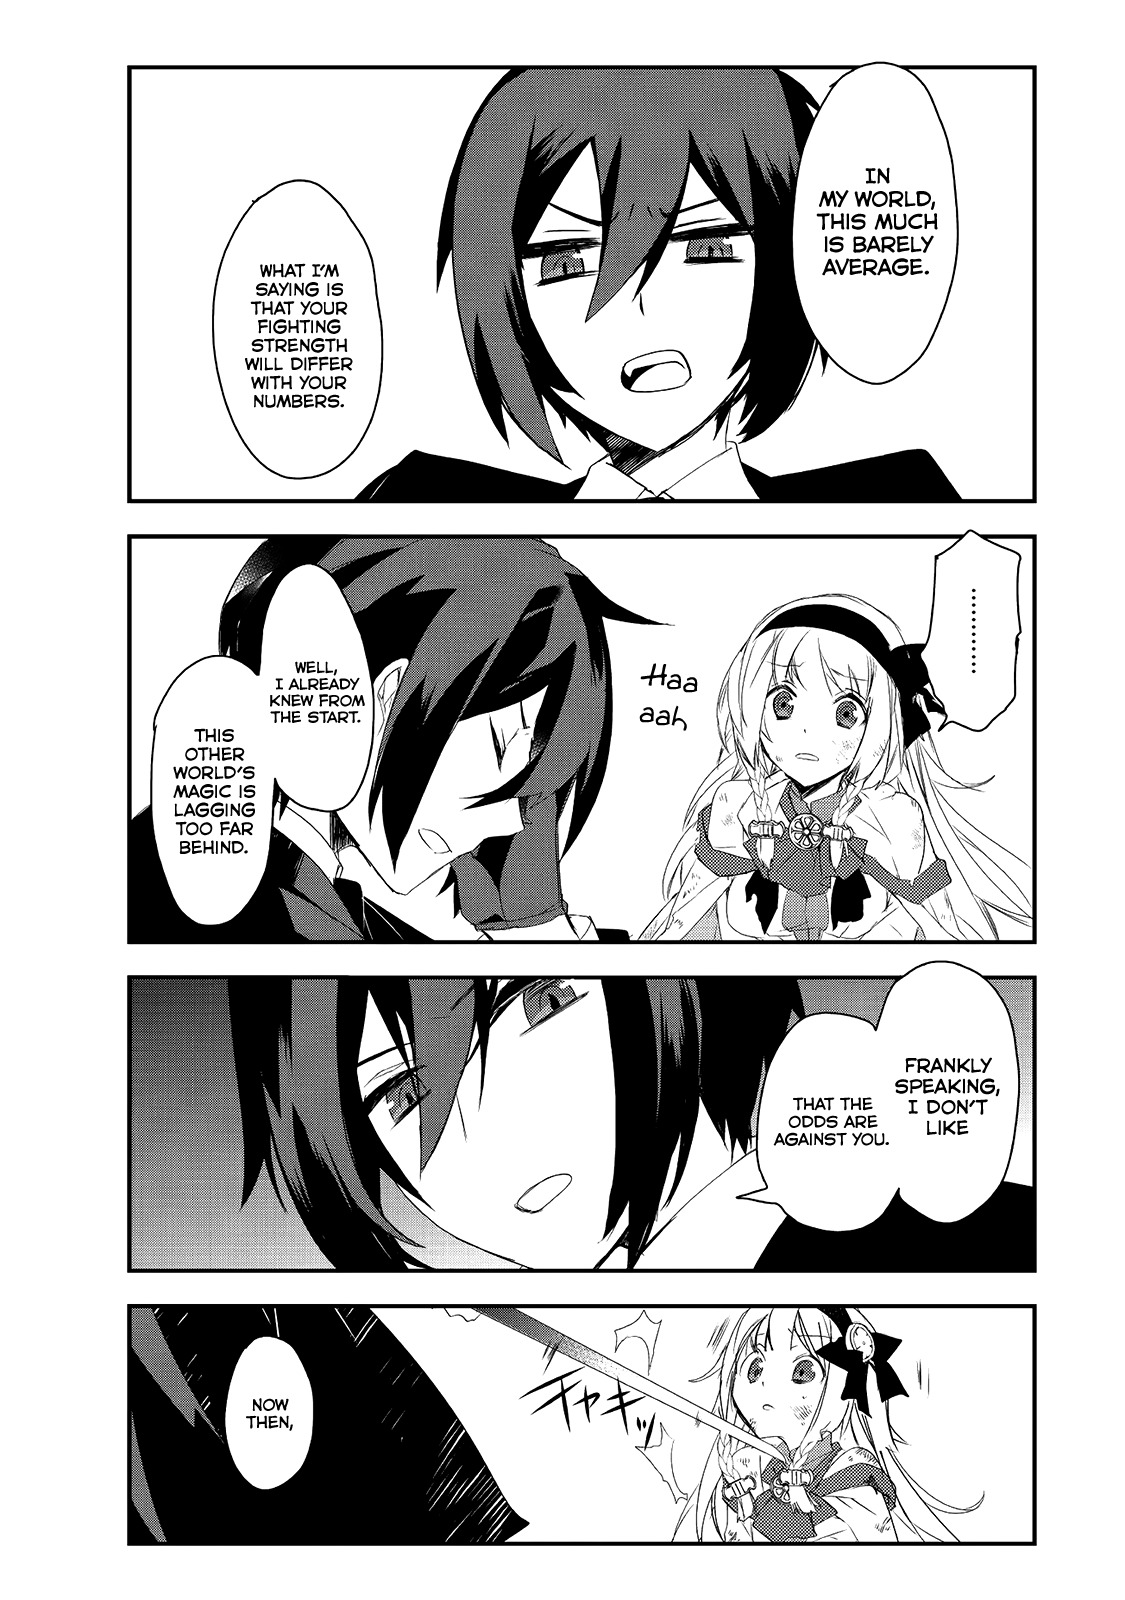 IN
MY WORLD,
THIS MUCH
IS BARELY
AVERAGE.
WHAT I'M
SAYING IS
THAT YOUR
FIGHTING
STRENGTH
WILL DIFFER
WITH YOUR
NUMBERS.
............
Haa
aah
WELL,
I ALREADY
KNEW FROM
THE START.
THIS
OTHER
WORLD'S
MAGIC IS
LAGGING
TOO FAR
BEHIND.
FRANKLY
SPEAKING,
I DON'T
LIKE
THAT THE
ODDS ARE
AGAINST YOU.
チャキッ
NOW
THEN,